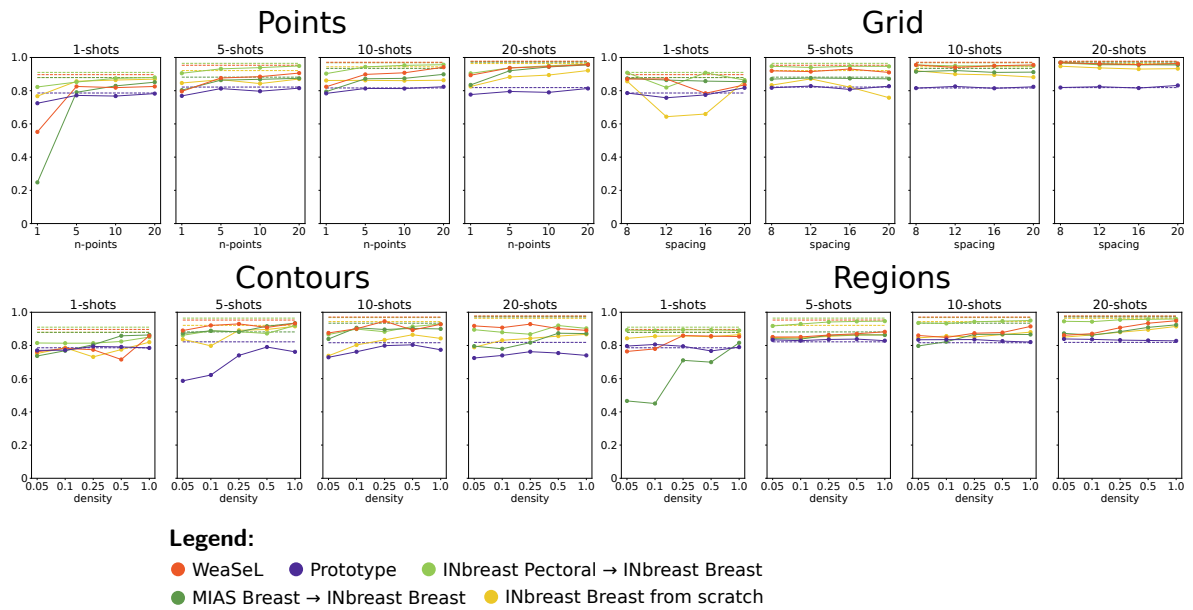 Points Grid
1-shots 5-shots 10-shots 20-shots 1-shots 5-shots 10-shots 20-shots
1.0
0.8
0.6
0.4
0.2
0
1 5 10 20 1 5 10 20 1 5 10 20 1 5 10 20 8 12 16 20 8 12 16 20 8 12 16 20 8 12 16 20
n-points n-points n-points n-points spacing spacing spacing spacing
Contours Regions
1-shots 5-shots 10-shots 20-shots 1-shots 5-shots 10-shots 20-shots
1.0
0.8
0.6
0.4
0.2
0
0.05 0.1 0.25 0.5 1.0 0.05 0.1 0.25 0.5 1.0 0.05 0.1 0.25 0.5 1.0 0.05 0.1 0.25 0.5 1.0 0.05 0.1 0.25 0.5 1.0 0.05 0.1 0.25 0.5 1.0 0.05 0.1 0.25 0.5 1.0 0.05 0.1 0.25 0.5 1.0
density density density density density density density density
Legend:
WeaSeL Prototype INbreast Pectoral → INbreast Breast
MIAS Breast → INbreast Breast INbreast Breast from scratch